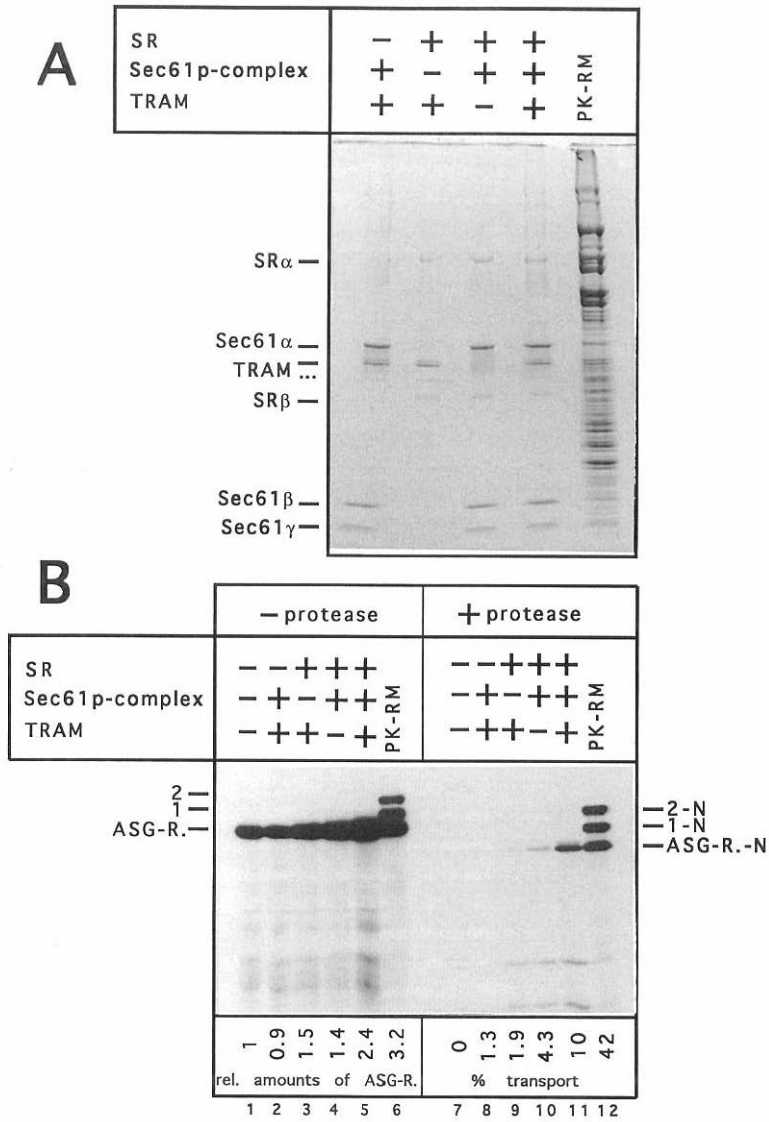 A
SR − + + +
Sec61p-complex + − + +
TRAM + + − +
PK-RM
SRα
Sec61α
TRAM ...
SRβ
Sec61β
Sec61γ
B
− protease + protease
SR − − + + + − − + + +
Sec61p-complex − + − + + − + − + +
TRAM − + + − + − + + − +
PK-RM PK-RM
2
1
ASG-R.
2-N
1-N
ASG-R.-N
1 0.9 1.5 1.4 2.4 3.2 0 1.3 1.9 4.3 10 42
rel. amounts of ASG-R. % transport
1 2 3 4 5 6 7 8 9 10 11 12